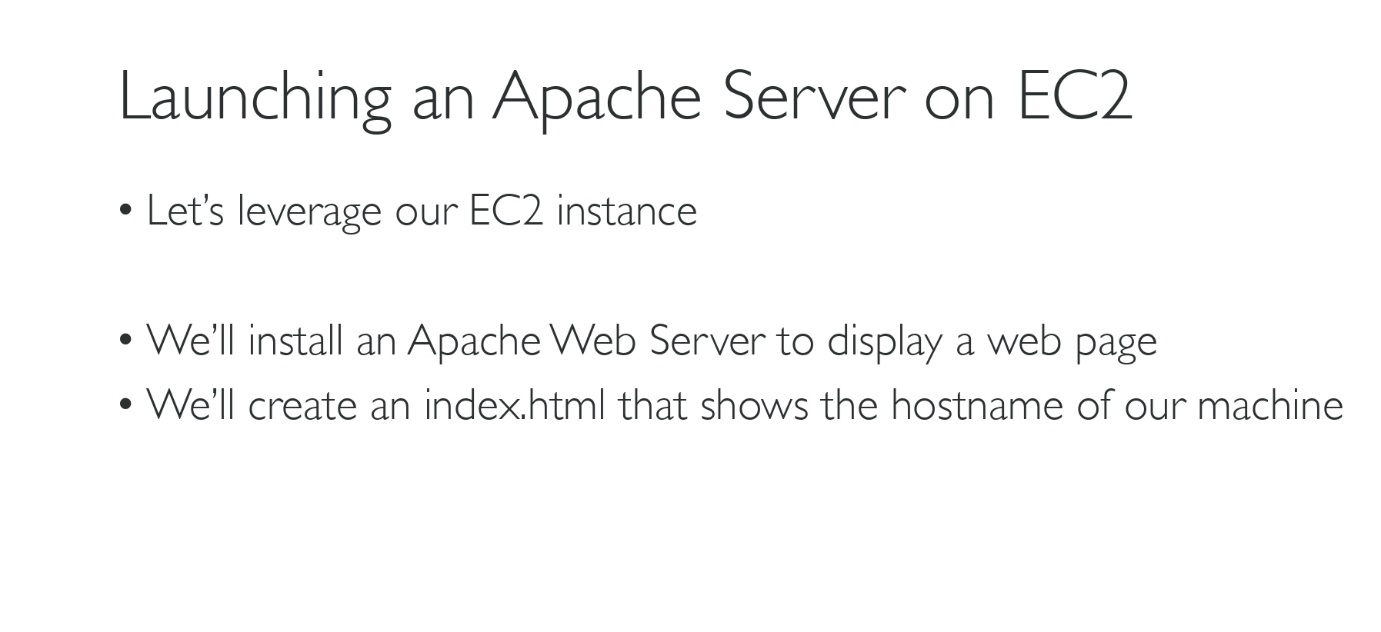 Launching an Apache Server on EC2
• Let’s leverage our EC2 instance
• We’ll install an Apache Web Server to display a web page
• We’ll create an index.html that shows the hostname of our machine